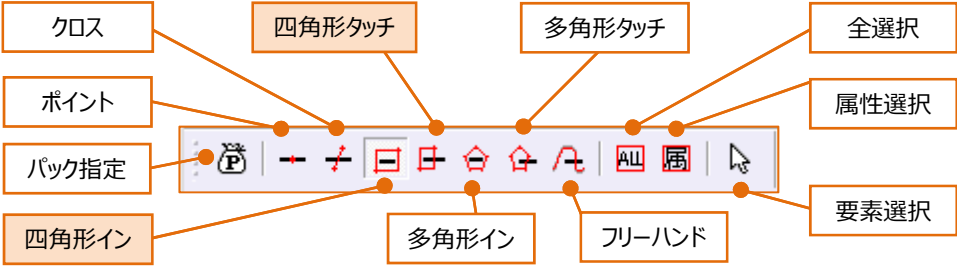 クロス
四角形タッチ
多角形タッチ
全選択
ポイント
属性選択
パック指定
P
ALL
属
四角形イン
多角形イン
フリーハンド
要素選択